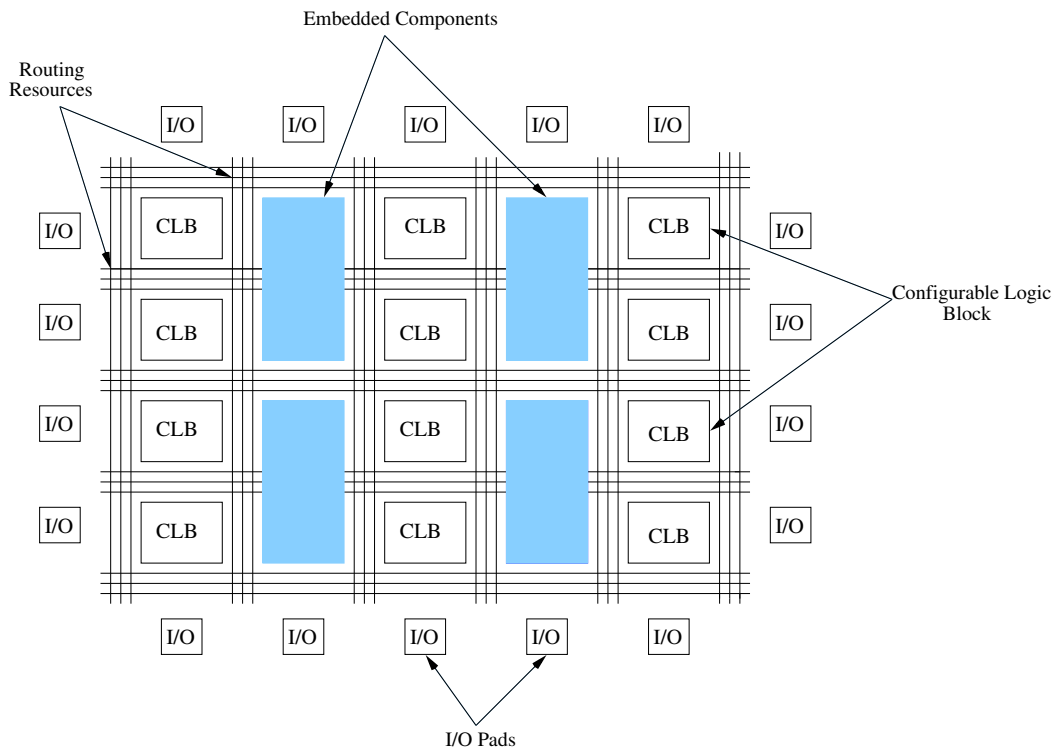 Embedded Components
Routing
Resources
I/O I/O I/O I/O I/O
I/O CLB CLB CLB I/O
I/O CLB CLB CLB I/O
Configurable Logic
Block
I/O CLB CLB CLB I/O
I/O CLB CLB CLB I/O
I/O I/O I/O I/O I/O
I/O Pads